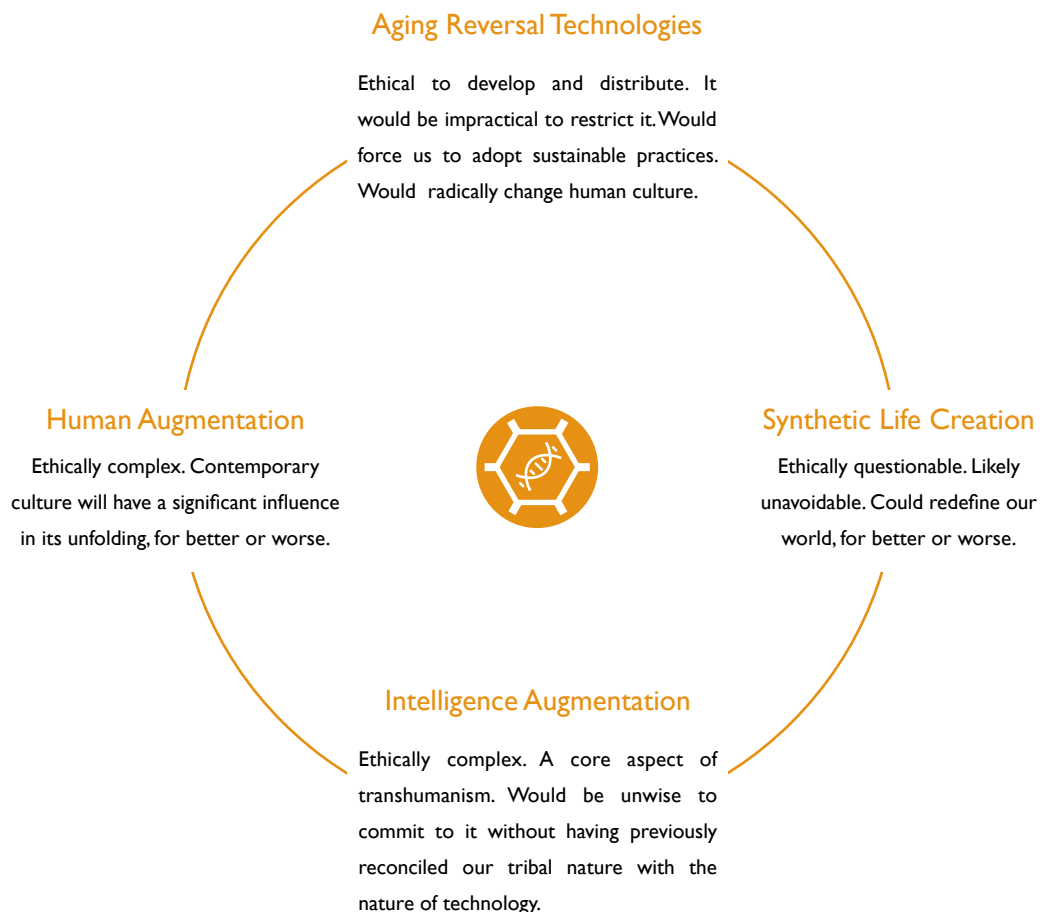 Aging Reversal Technologies
Ethical to develop and distribute. It
would be impractical to restrict it. Would
force us to adopt sustainable practices.
Would radically change human culture.
Human Augmentation
Ethically complex. Contemporary
culture will have a significant influence
in its unfolding, for better or worse.
Synthetic Life Creation
Ethically questionable. Likely
unavoidable. Could redefine our
world, for better or worse.
Intelligence Augmentation
Ethically complex. A core aspect of
transhumanism. Would be unwise to
commit to it without having previously
reconciled our tribal nature with the
nature of technology.